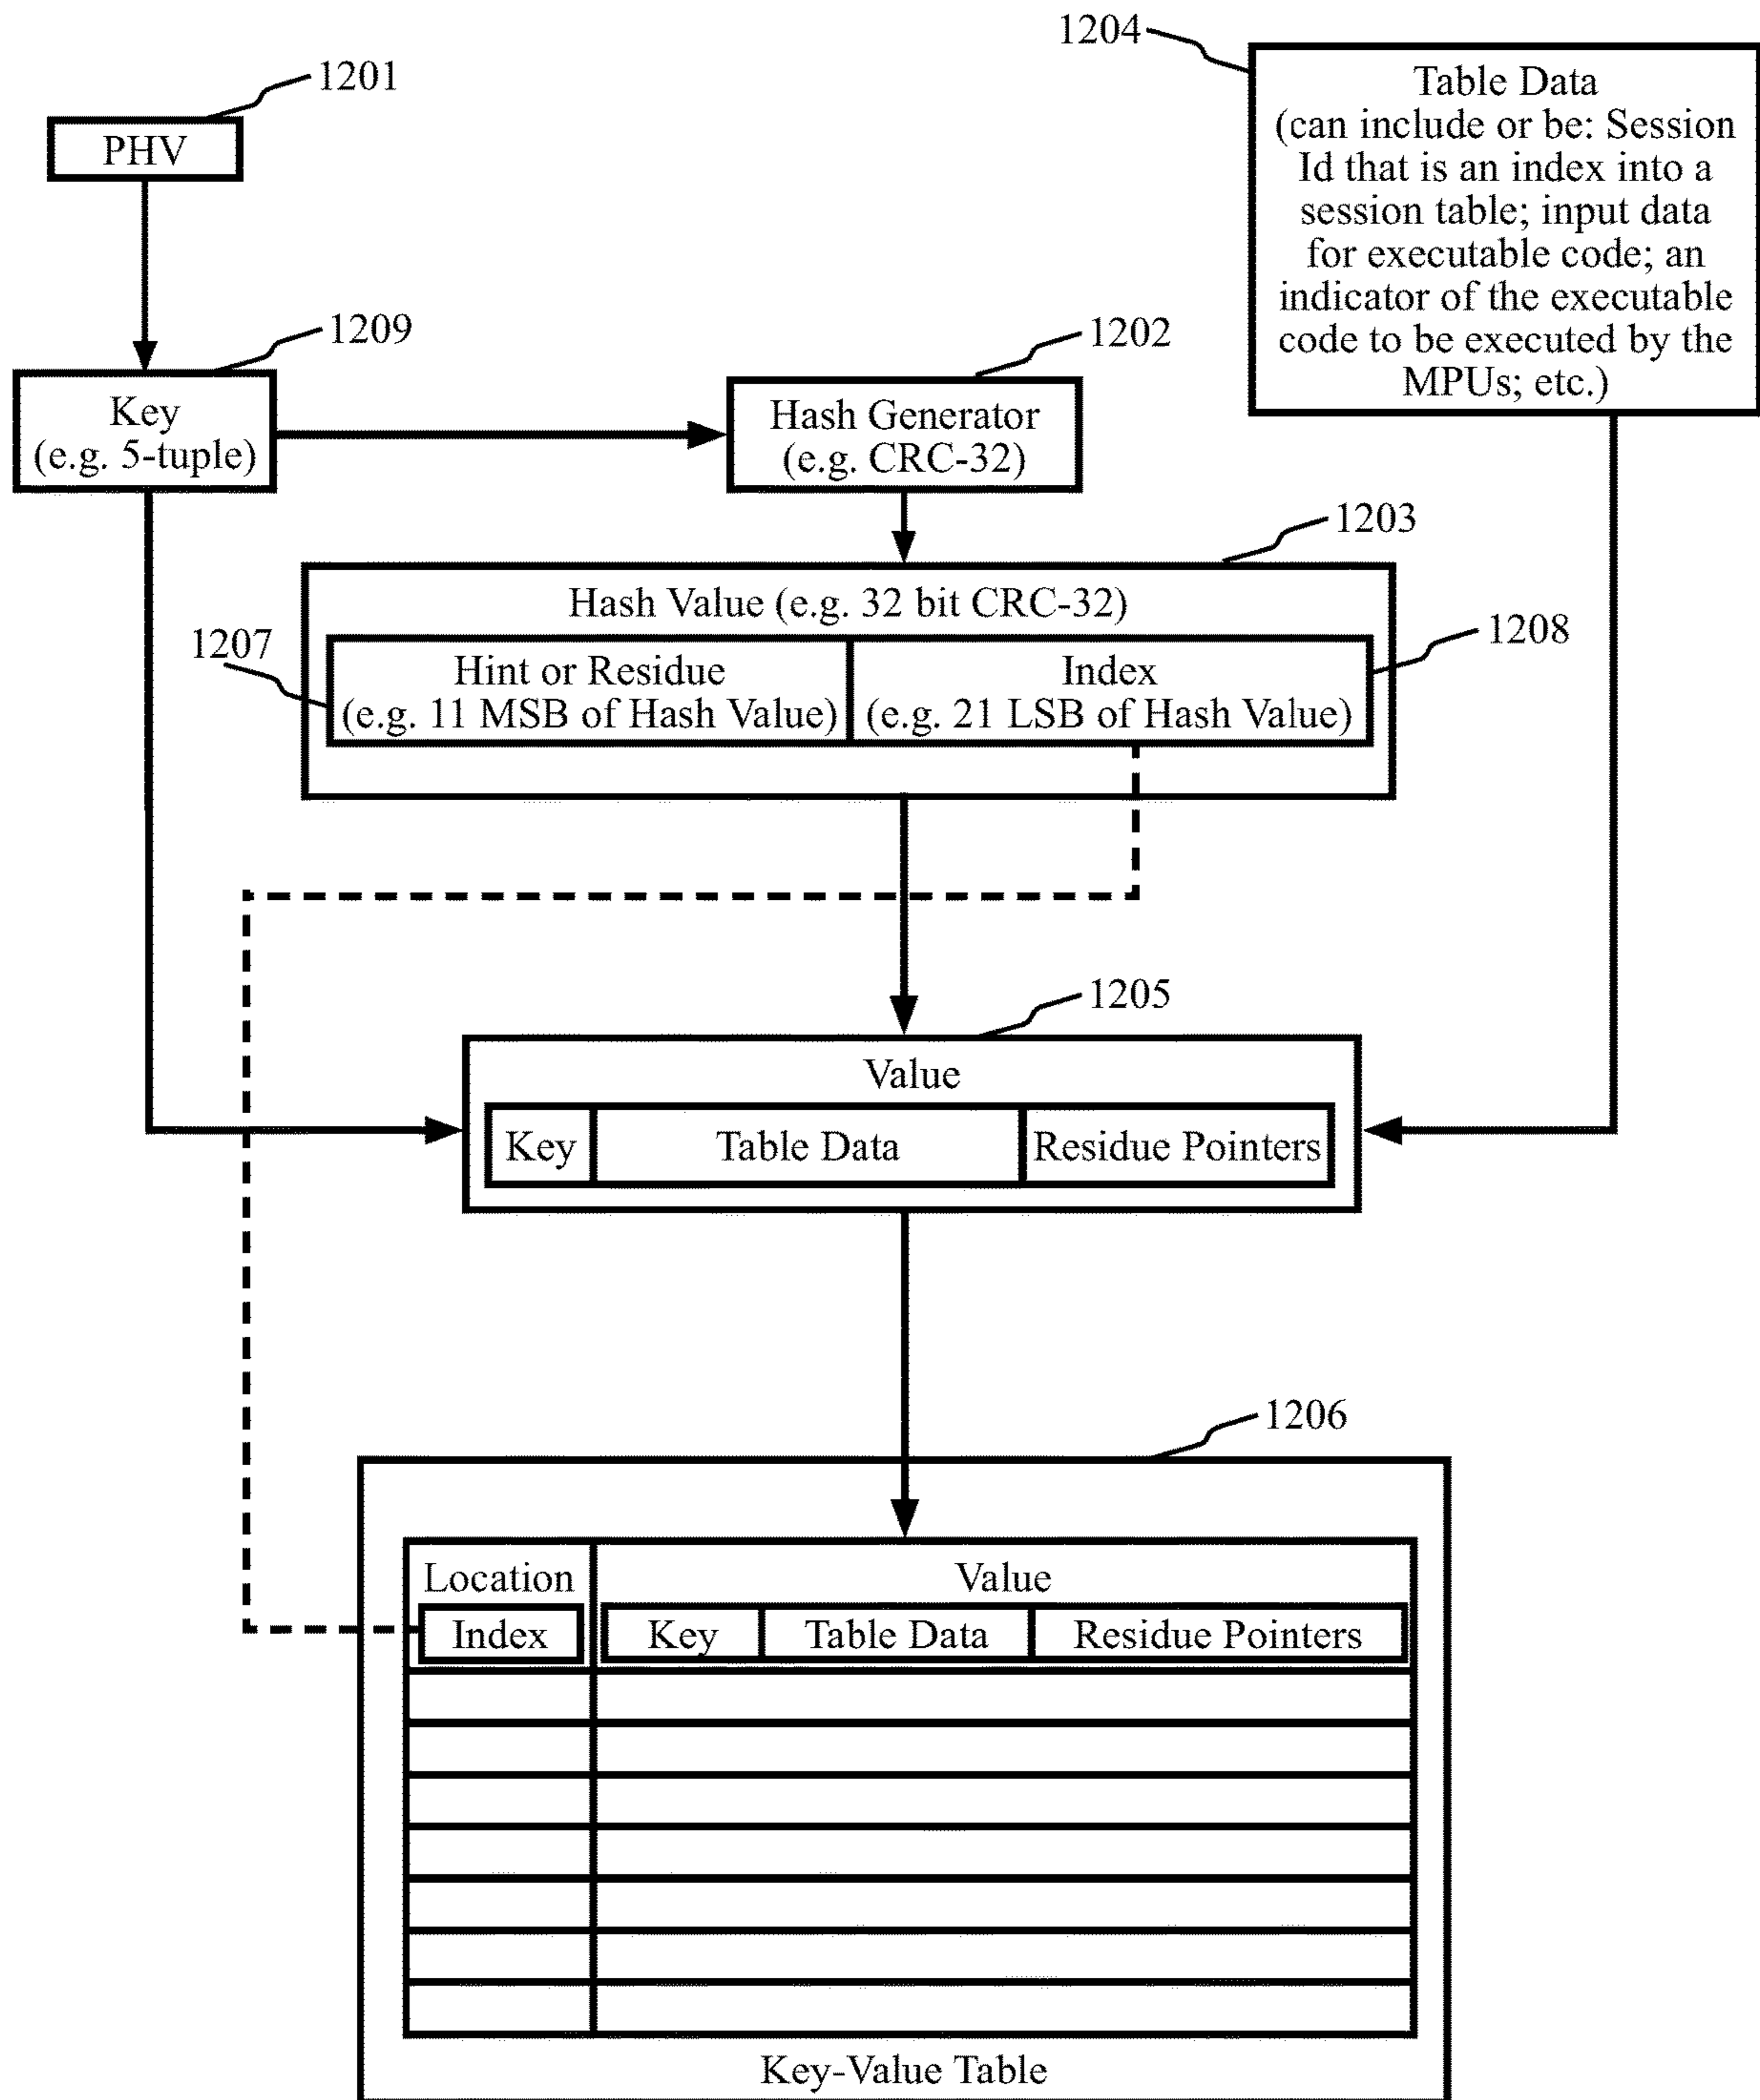 1204
1201
Table Data
(can include or be: Session
Id that is an index into a
session table; input data
for executable code; an
indicator of the executable
code to be executed by the
MPUs; etc.)
PHV
1209
1202
Key
(e.g. 5-tuple)
Hash Generator
(e.g. CRC-32)
1203
Hash Value (e.g. 32 bit CRC-32)
1207
1208
Hint or Residue
(e.g. 11 MSB of Hash Value)
Index
(e.g. 21 LSB of Hash Value)
1205
Value
Key Table Data Residue Pointers
1206
Location Value
Index Key Table Data Residue Pointers
Key-Value Table